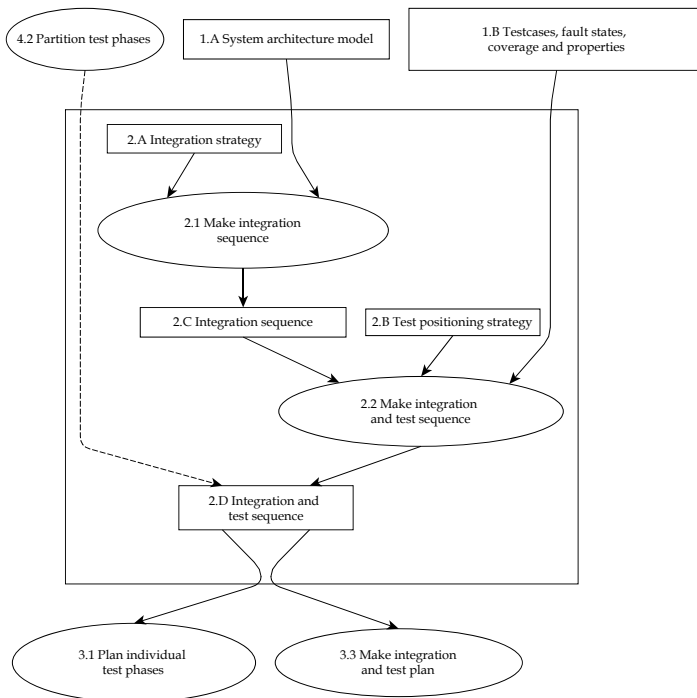 4.2 Partition test phases
1.A System architecture model
1.B Testcases, fault states,
coverage and properties
2.A Integration strategy
2.1 Make integration
sequence
2.C Integration sequence
2.B Test positioning strategy
2.2 Make integration
and test sequence
2.D Integration and
test sequence
3.1 Plan individual
test phases
3.3 Make integration
and test plan